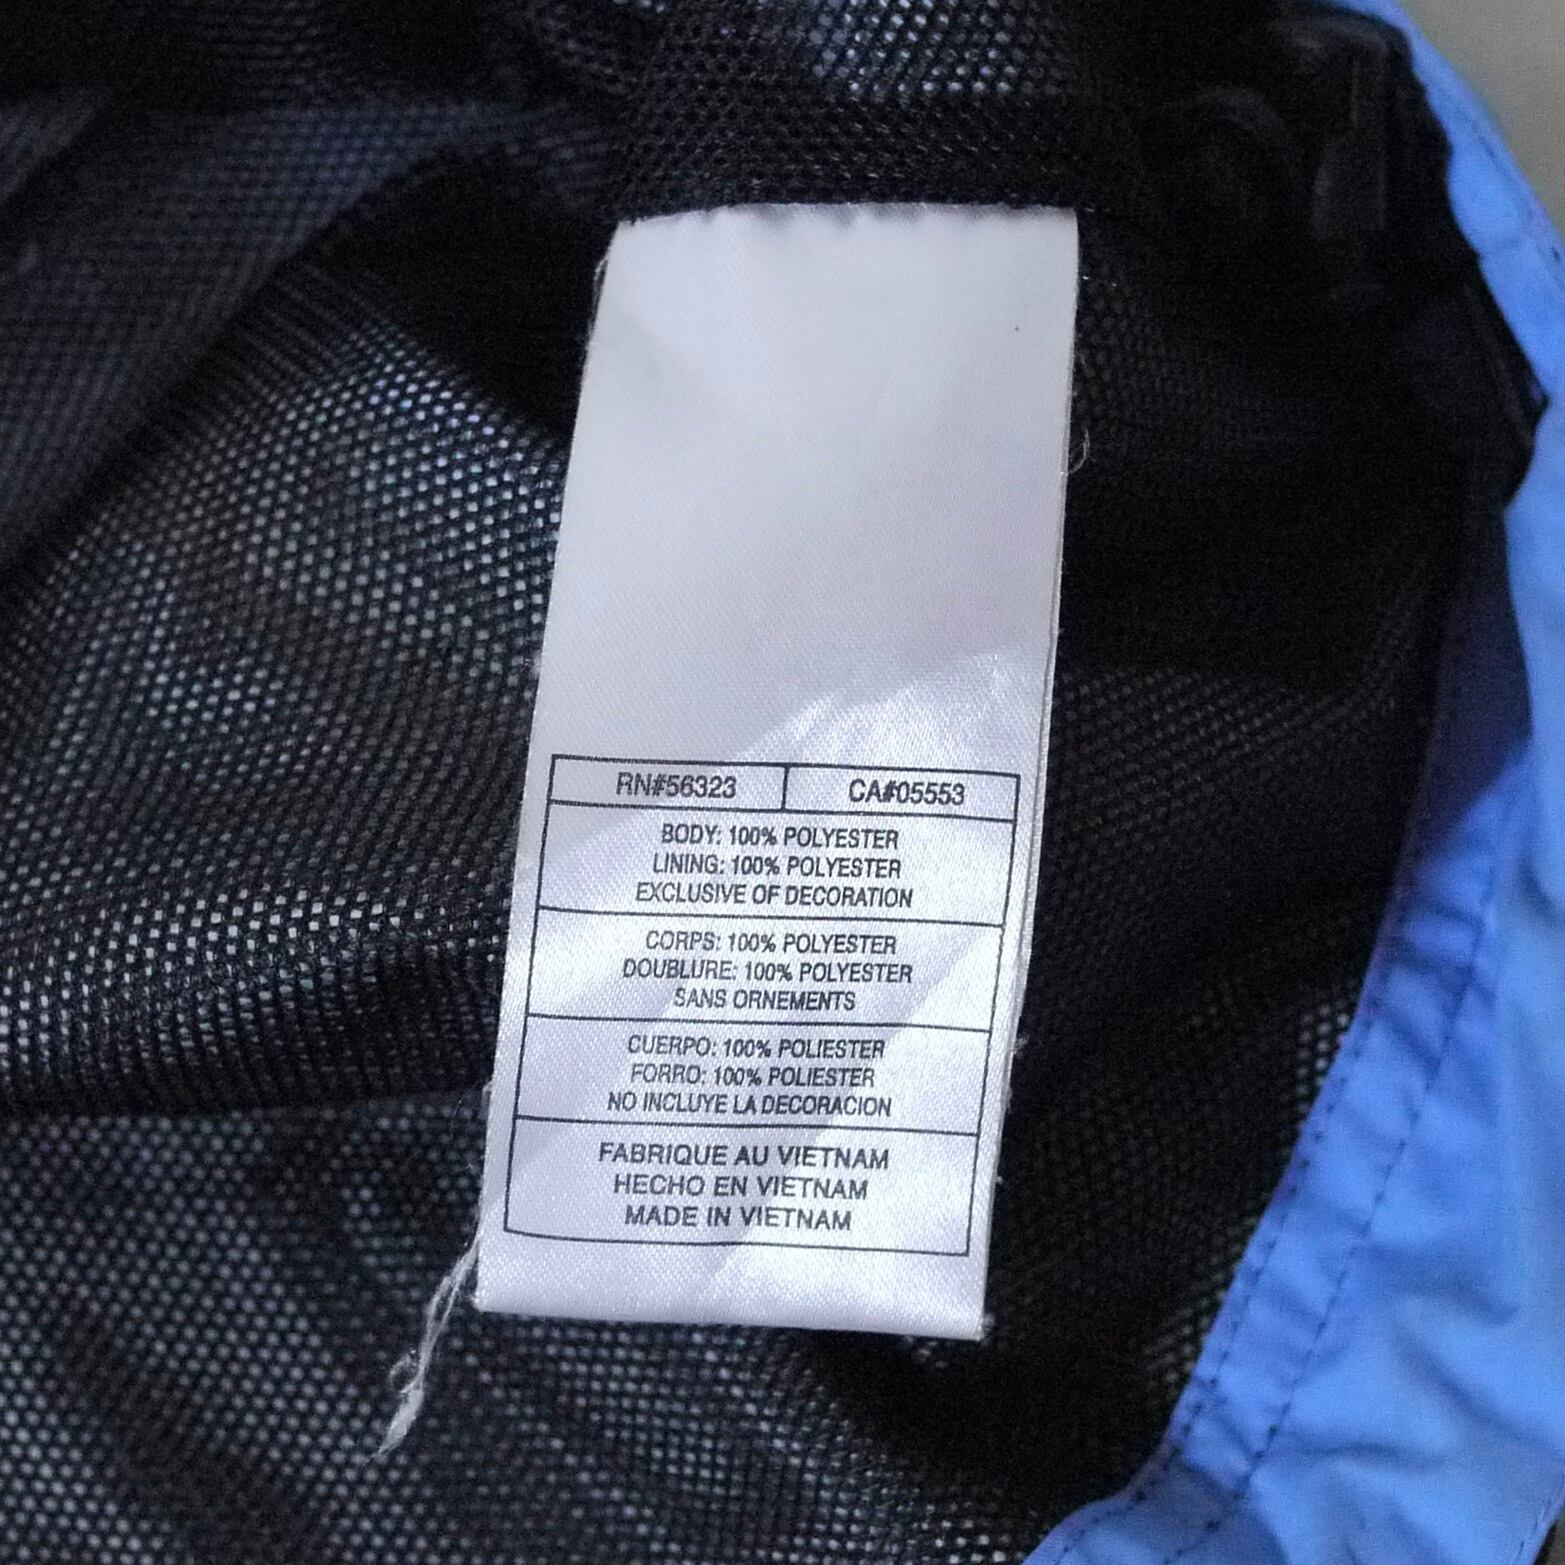 RN#56323 CA#05553
BODY: 100% POLYESTER
LINING: 100% POLYESTER
EXCLUSIVE OF DECORATION
CORPS: 100% POLYESTER
DOUBLURE: 100% POLYESTER
SANS ORNEMENTS
CUERPO: 100% POLIESTER
FORRO: 100% POLIESTER
NO INCLUYE LA DECORACION
FABRIQUE AU VIETNAM
HECHO EN VIETNAM
MADE IN VIETNAM